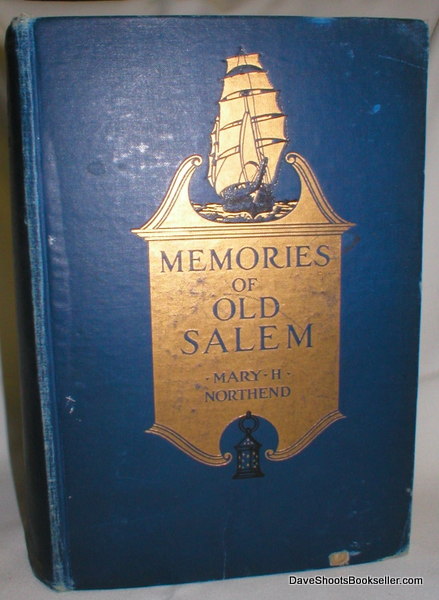 MEMORIES
OF
OLD
SALEM
· MARY · H ·
NORTHEND
DaveShootsBookseller.com